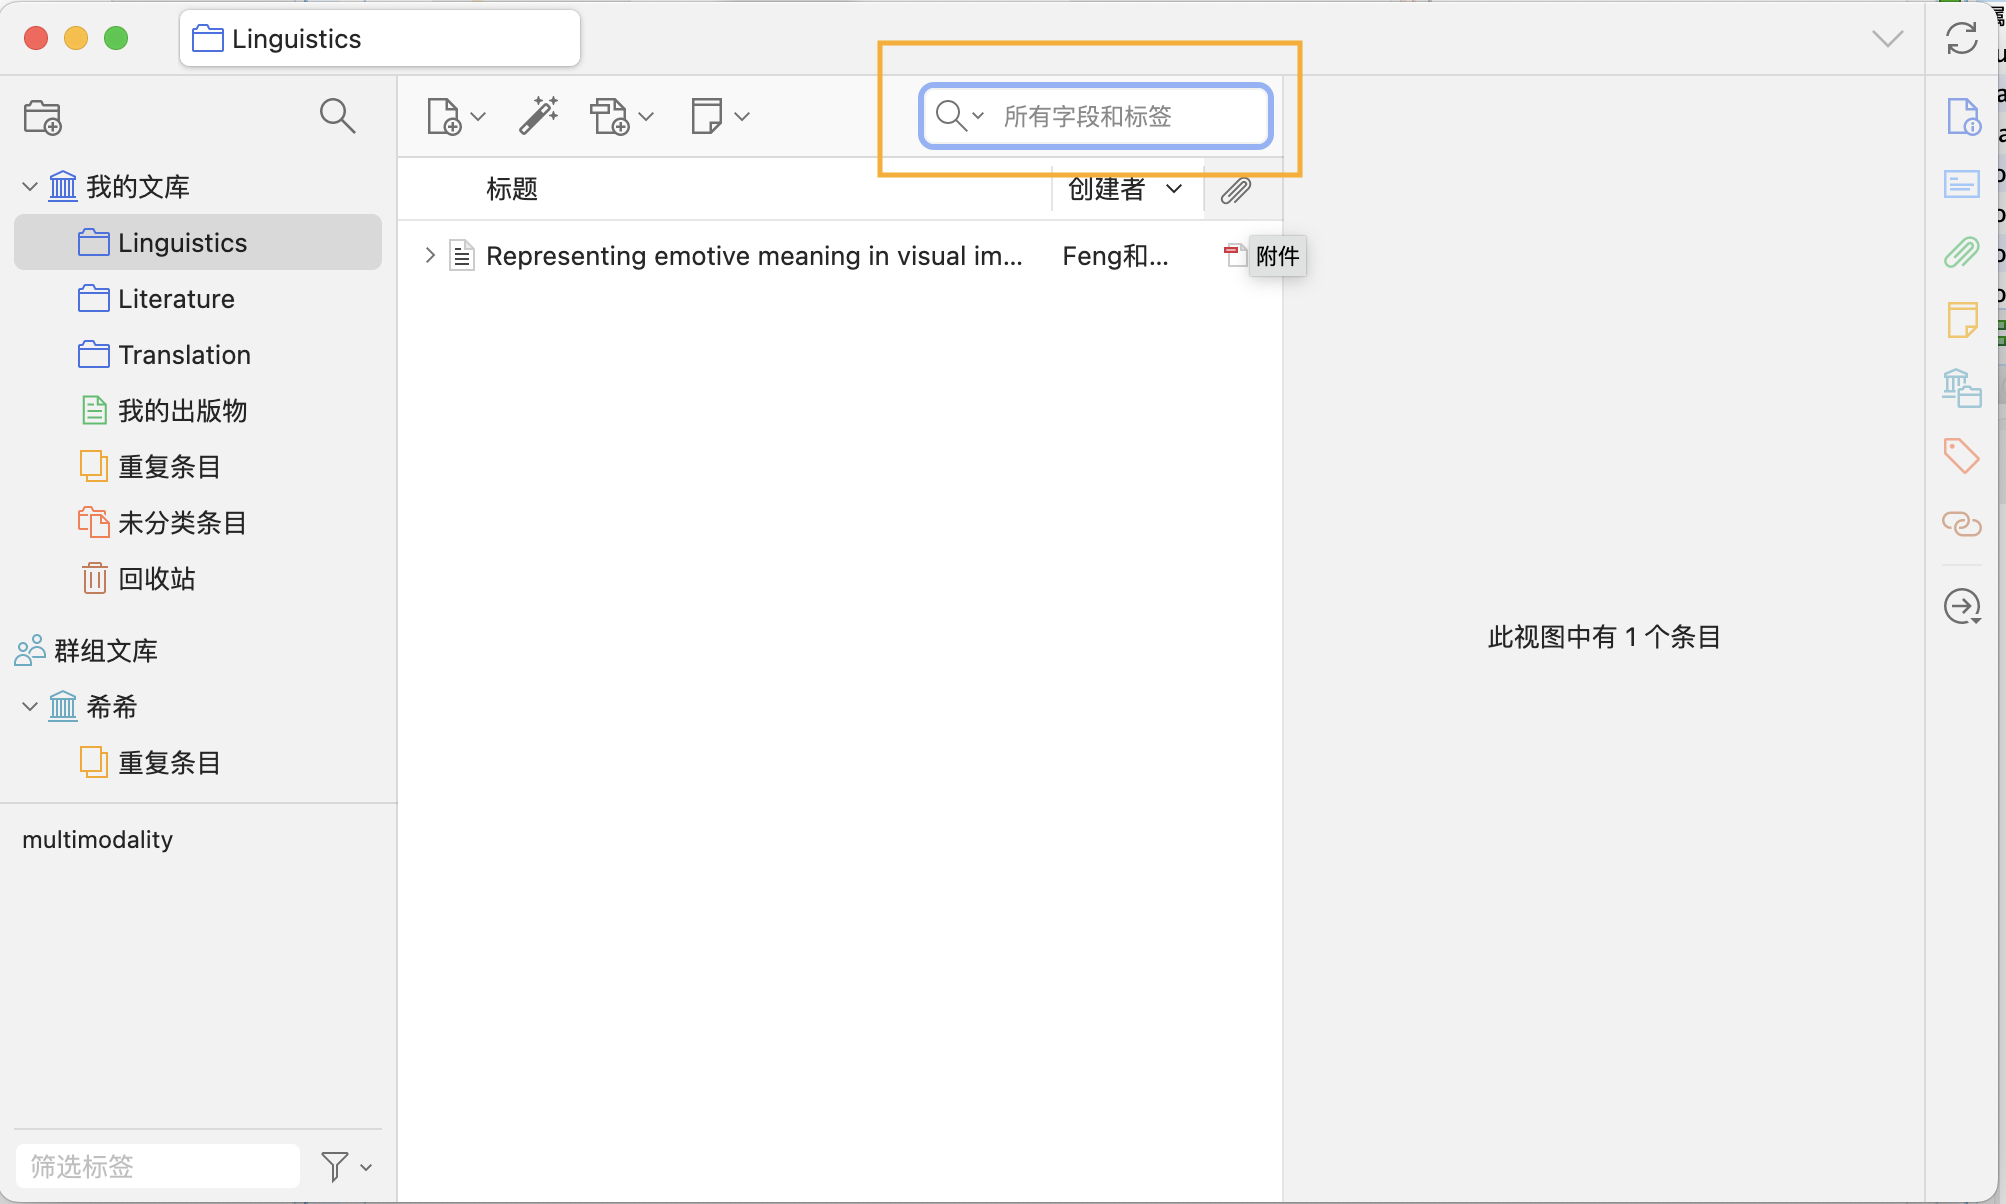 Linguistics
所有字段和标签
我的文库
Linguistics
Literature
Translation
我的出版物
重复条目
未分类条目
回收站
群组文库
希希
重复条目
multimodality
筛选标签
标题
创建者
Representing emotive meaning in visual im...
Feng和...
附件
此视图中有 1 个条目